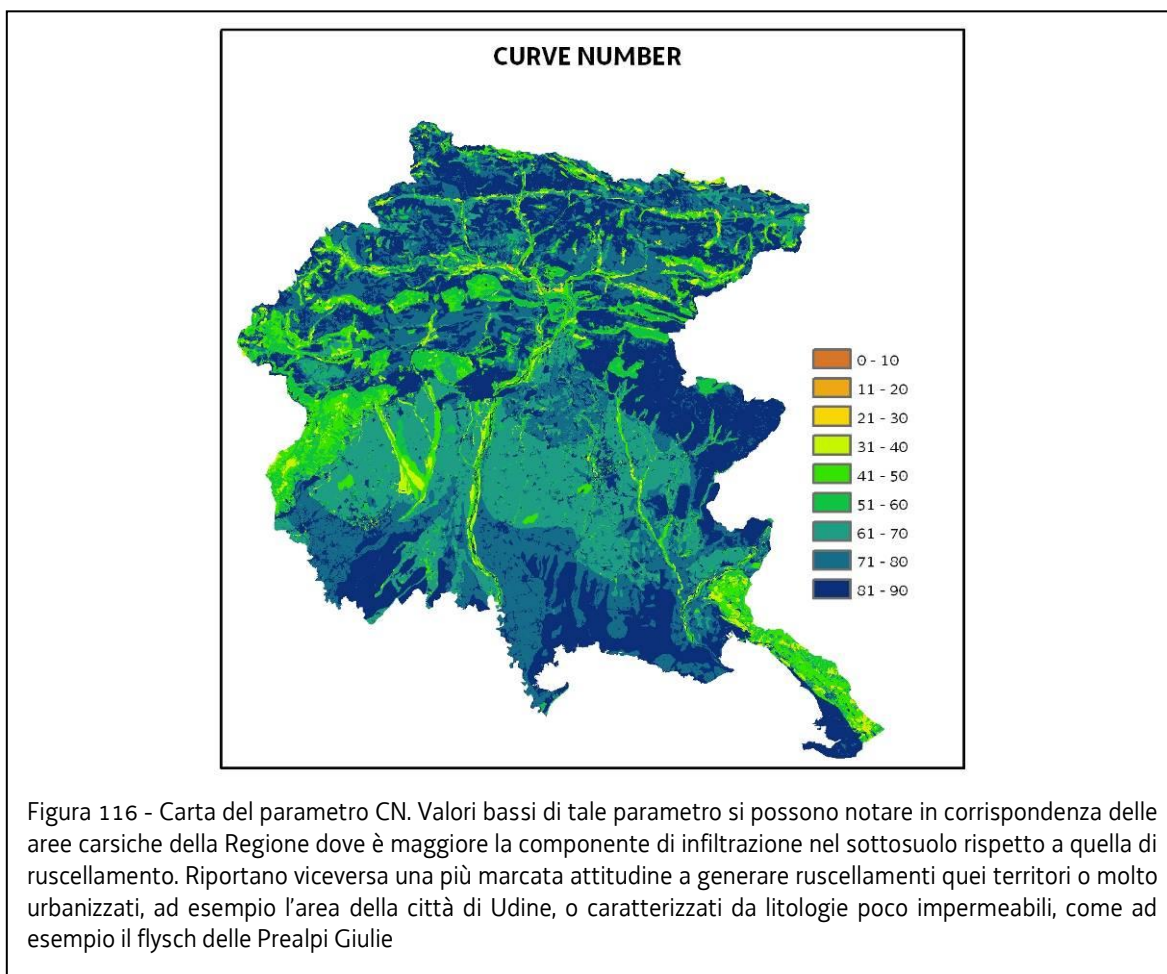 CURVE NUMBER
0 - 10
11 - 20
21 - 30
31 - 40
41 - 50
51 - 60
61 - 70
71 - 80
81 - 90
Figura 116 - Carta del parametro CN. Valori bassi di tale parametro si possono notare in corrispondenza delle
aree carsiche della Regione dove è maggiore la componente di infiltrazione nel sottosuolo rispetto a quella di
ruscellamento. Riportano viceversa una più marcata attitudine a generare ruscellamenti quei territori o molto
urbanizzati, ad esempio l'area della città di Udine, o caratterizzati da litologie poco impermeabili, come ad
esempio il flysch delle Prealpi Giulie